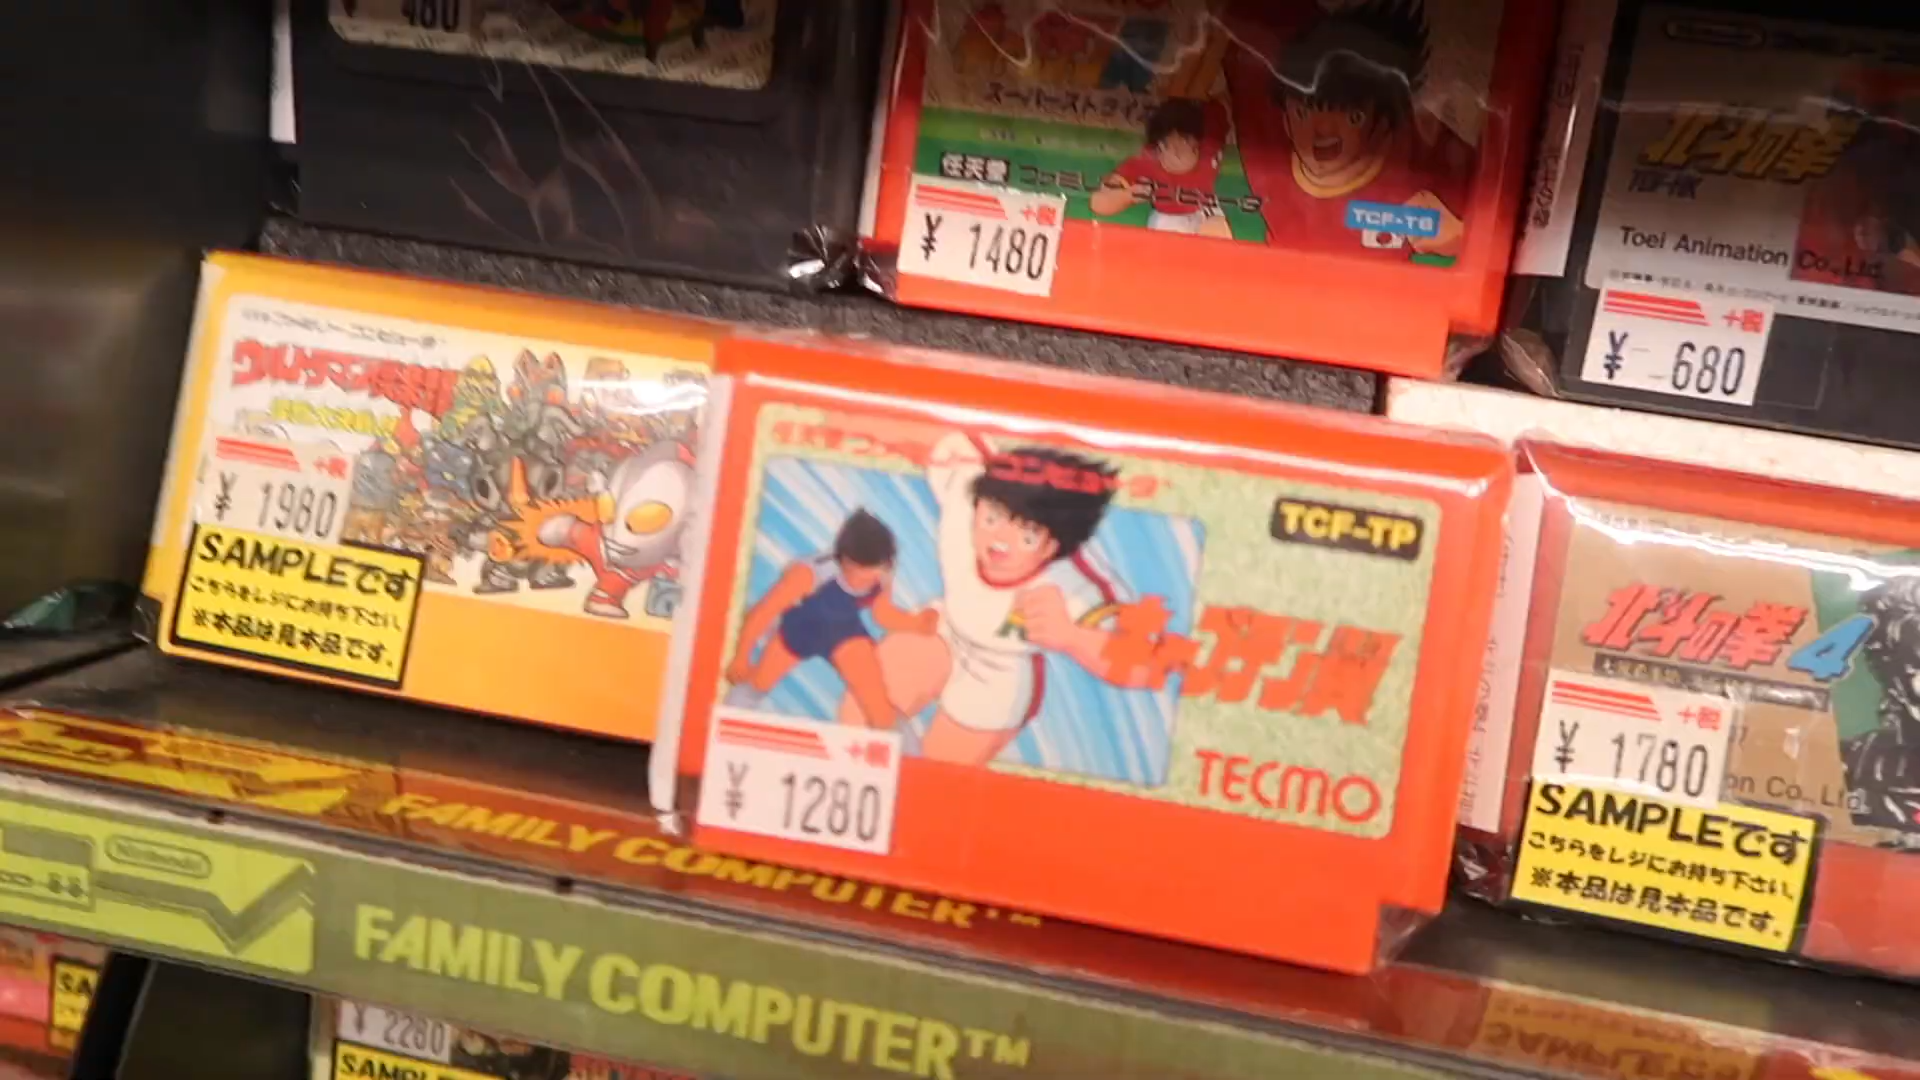 480
スーパーストライカー
任天堂 ファミリーコンピュータ
TCF-T6
+税
¥ 1480
北斗の拳
Toei Animation Co., Ltd.
+税
¥ 680
ファミリーコンピュータ
ウルトラマン倶楽部
+税
¥ 1980
SAMPLEです
こちらをレジにお持ち下さい。
※本品は見本品です。
任天堂ファミリーコンピュータ
TCF-TP
キャプテン翼
TECMO
+税
¥ 1280
北斗の拳4
+税
¥ 1780
on Co., Ltd
SAMPLEです
こちらをレジにお持ち下さい。
※本品は見本品です。
FAMILY COMPUTER™
Nintendo
FAMILY COMPUTER™
¥ 2280
SAMPLE